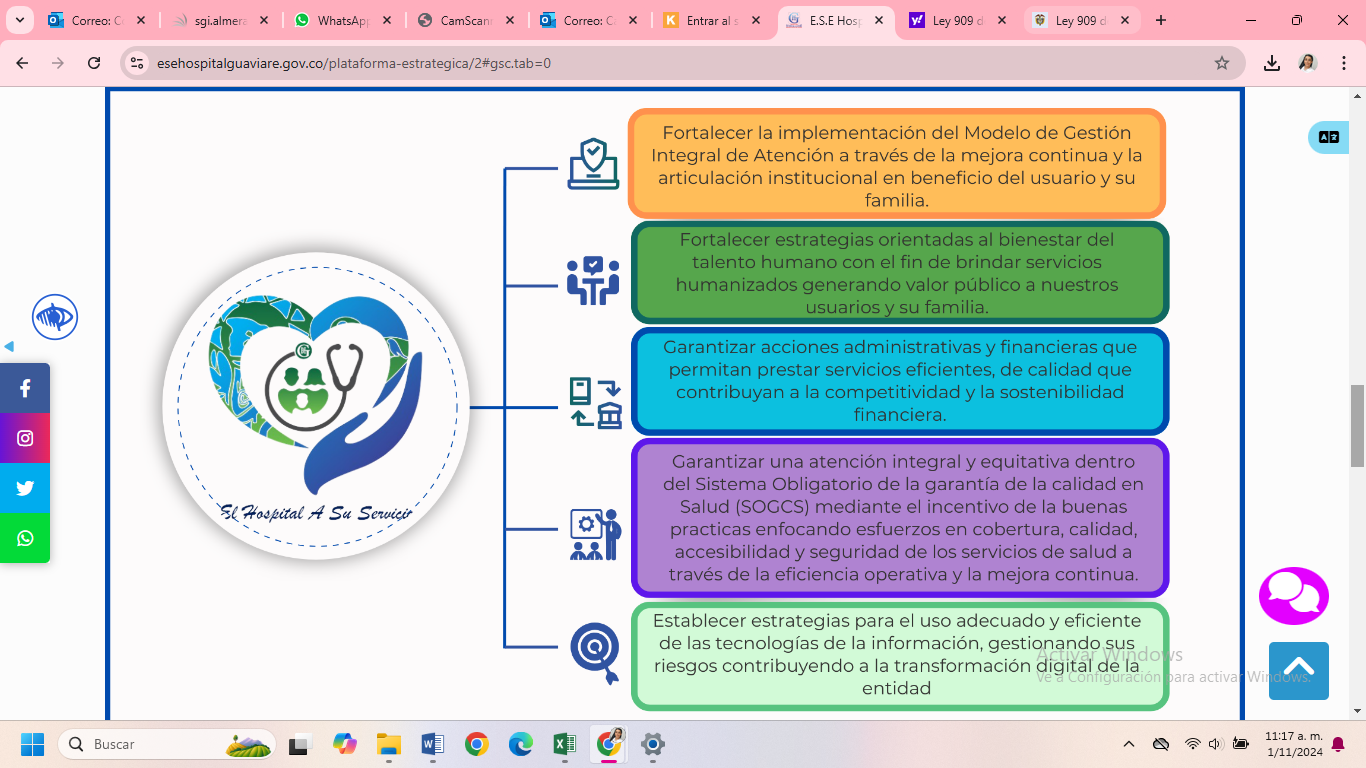 Correo: C
sgi.almera
WhatsApp
CamScan
Correo: C
Entrar al s
E.S.E Hosp
Ley 909 d
Ley 909 d
esehospitalguaviare.gov.co/plataforma-estrategica/2#gsc.tab=0
Fortalecer la implementación del Modelo de Gestión
Integral de Atención a través de la mejora continua y la
articulación institucional en beneficio del usuario y su
familia.
Fortalecer estrategias orientadas al bienestar del
talento humano con el fin de brindar servicios
humanizados generando valor público a nuestros
usuarios y su familia.
Garantizar acciones administrativas y financieras que
permitan prestar servicios eficientes, de calidad que
contribuyan a la competitividad y la sostenibilidad
financiera.
El Hospital A Su Servicio
Garantizar una atención integral y equitativa dentro
del Sistema Obligatorio de la garantía de la calidad en
Salud (SOGCS) mediante el incentivo de la buenas
practicas enfocando esfuerzos en cobertura, calidad,
accesibilidad y seguridad de los servicios de salud a
través de la eficiencia operativa y la mejora continua.
Establecer estrategias para el uso adecuado y eficiente
de las tecnologías de la información, gestionando sus
riesgos contribuyendo a la transformación digital de la
entidad
Activar Windows
Ve a Configuración para activar Windows.
Buscar
11:17 a. m.
1/11/2024